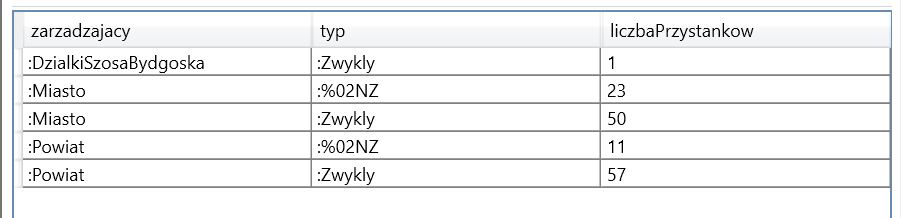 zarzadzajacy typ liczbaPrzystankow
:DzialkiSzosaBydgoska :Zwykly 1
:Miasto :%02NZ 23
:Miasto :Zwykly 50
:Powiat :%02NZ 11
:Powiat :Zwykly 57